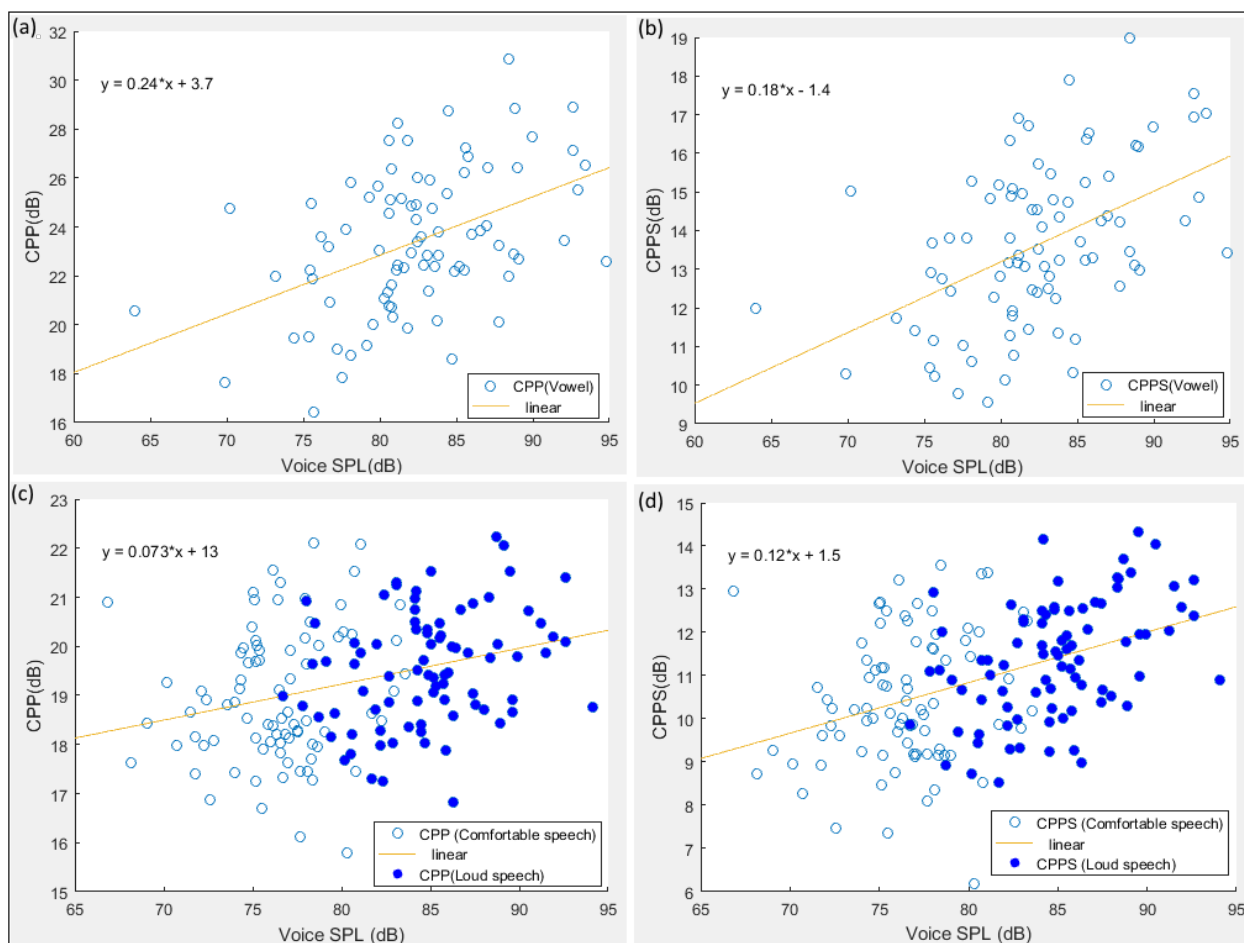 (a)
32
30
28
26
24
22
20
18
16
CPP(dB)
y = 0.24*x + 3.7
CPP(Vowel)
linear
60 65 70 75 80 85 90 95
Voice SPL(dB)
(b)
19
18
17
16
15
14
13
12
11
10
9
CPPS(dB)
y = 0.18*x - 1.4
CPPS(Vowel)
linear
60 65 70 75 80 85 90 95
Voice SPL(dB)
(c)
23
22
21
20
19
18
17
16
15
CPP(dB)
y = 0.073*x + 13
CPP (Comfortable speech)
linear
CPP(Loud speech)
65 70 75 80 85 90 95
Voice SPL (dB)
(d)
15
14
13
12
11
10
9
8
7
6
CPPS(dB)
y = 0.12*x + 1.5
CPPS (Comfortable speech)
linear
CPPS (Loud speech)
65 70 75 80 85 90 95
Voice SPL (dB)